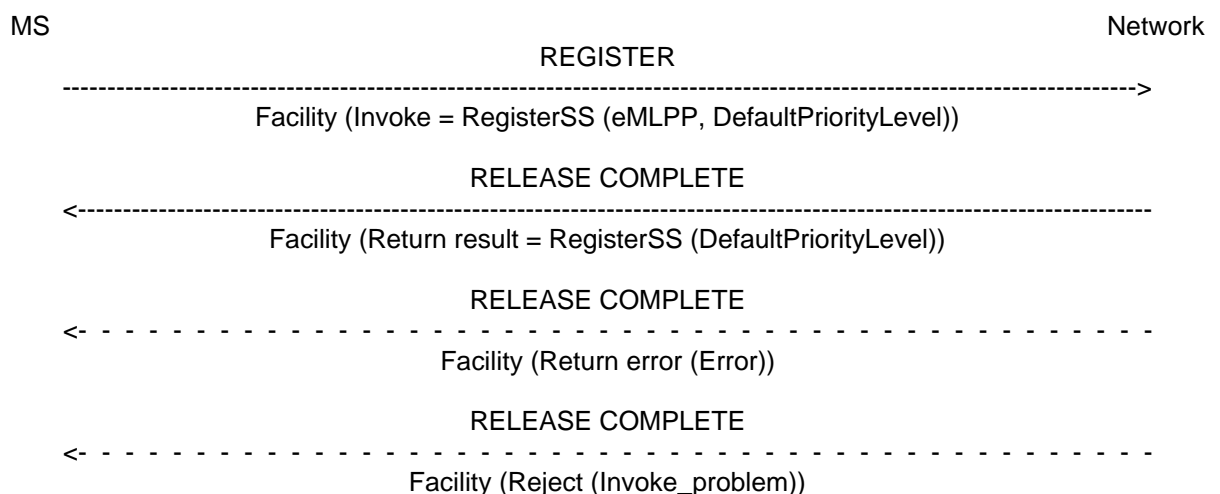 MS Network
REGISTER
------------------------------------------------------------------------------------------------------------------------>
Facility (Invoke = RegisterSS (eMLPP, DefaultPriorityLevel))
RELEASE COMPLETE
<------------------------------------------------------------------------------------------------------------------------
Facility (Return result = RegisterSS (DefaultPriorityLevel))
RELEASE COMPLETE
<- - - - - - - - - - - - - - - - - - - - - - - - - - - - - - - - - - - - - - - -
Facility (Return error (Error))
RELEASE COMPLETE
<- - - - - - - - - - - - - - - - - - - - - - - - - - - - - - - - - - - - - - - -
Facility (Reject (Invoke_problem))